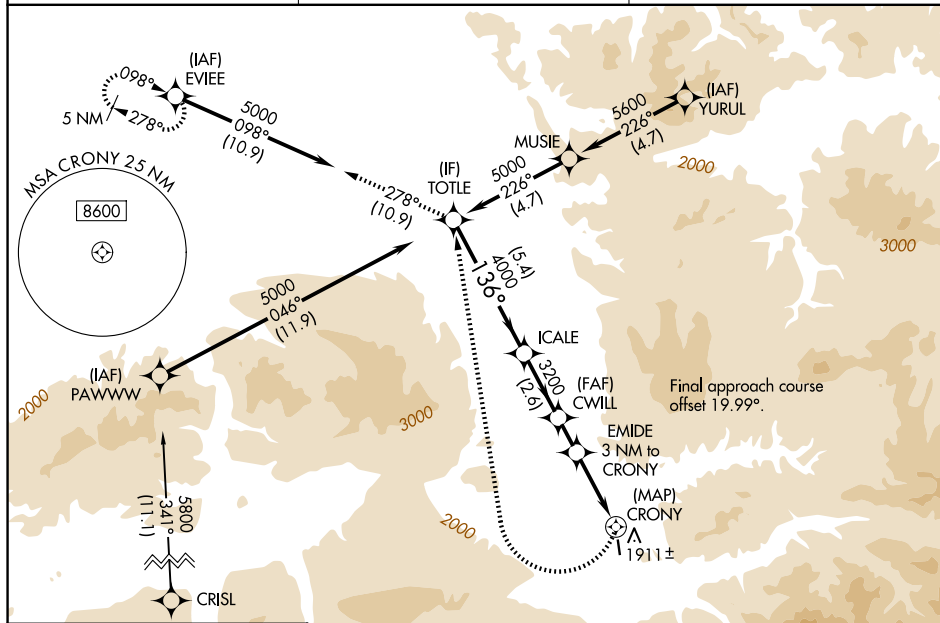 (IAF)
EVIEE
098°
278°
5 NM
5000
098°
(10.9)
278°
(10.9)
(IAF)
YURUL
5600
226°
(4.7)
MUSIE
5000
226°
(4.7)
2000
3000
(IF)
TOTLE
MSA CRONY 25 NM
8600
5000
046°
(11.9)
(IAF)
PAWWW
2000
3000
(5.4)
4000
136°
ICALE
3200
(2.6)
(FAF)
CWILL
Final approach course
offset 19.99°.
EMIDE
3 NM to
CRONY
(MAP)
CRONY
1911±
2000
5800
341°
(11.1)
CRISL